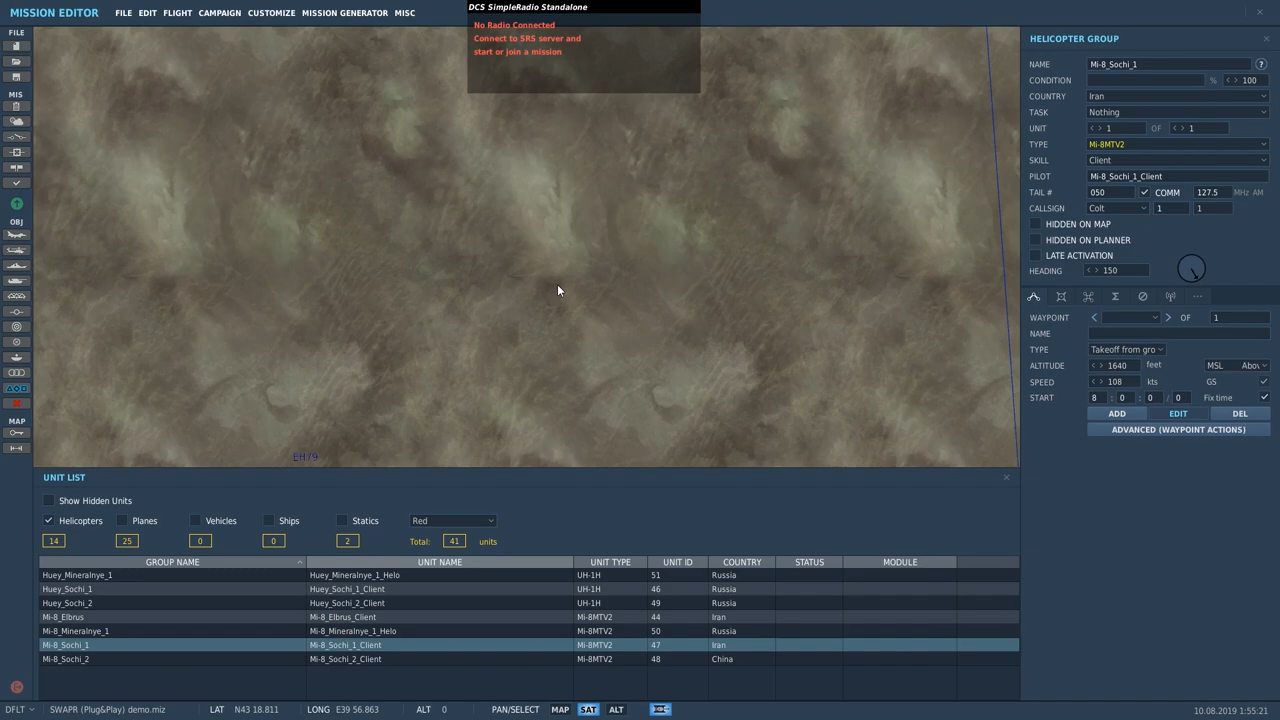 MISSION EDITOR FILE EDIT FLIGHT CAMPAIGN CUSTOMIZE MISSION GENERATOR MISC
DCS SimpleRadio Standalone
No Radio Connected
Connect to SRS server and
start or join a mission
FILE
MIS
OBJ
MAP
EH79
HELICOPTER GROUP
NAME Mi-8_Sochi_1 ?
CONDITION % <> 100
COUNTRY Iran
TASK Nothing
UNIT <> 1 OF <> 1
TYPE Mi-8MTV2
SKILL Client
PILOT Mi-8_Sochi_1_Client
TAIL # 050 COMM 127.5 MHz AM
CALLSIGN Colt 1 1
HIDDEN ON MAP
HIDDEN ON PLANNER
LATE ACTIVATION
HEADING <> 150
WAYPOINT < > OF 1
NAME
TYPE Takeoff from gro
ALTITUDE <> 1640 feet MSL Abov
SPEED <> 108 kts GS
START 8 : 0 : 0 / 0 Fix time
ADD EDIT DEL
ADVANCED (WAYPOINT ACTIONS)
UNIT LIST
Show Hidden Units
Helicopters Planes Vehicles Ships Statics Red
14 25 0 0 2 Total: 41 units
GROUP NAME UNIT NAME UNIT TYPE UNIT ID COUNTRY STATUS MODULE
Huey_Mineralnye_1 Huey_Mineralnye_1_Helo UH-1H 51 Russia
Huey_Sochi_1 Huey_Sochi_1_Client UH-1H 46 Russia
Huey_Sochi_2 Huey_Sochi_2_Client UH-1H 49 Russia
Mi-8_Elbrus Mi-8_Elbrus_Client Mi-8MTV2 44 Iran
Mi-8_Mineralnye_1 Mi-8_Mineralnye_1_Helo Mi-8MTV2 50 Russia
Mi-8_Sochi_1 Mi-8_Sochi_1_Client Mi-8MTV2 47 Iran
Mi-8_Sochi_2 Mi-8_Sochi_2_Client Mi-8MTV2 48 China
DFLT SWAPR (Plug&Play) demo.miz LAT N43 18.811 LONG E39 56.863 ALT 0 PAN/SELECT MAP SAT ALT 10.08.2019 1:55:21